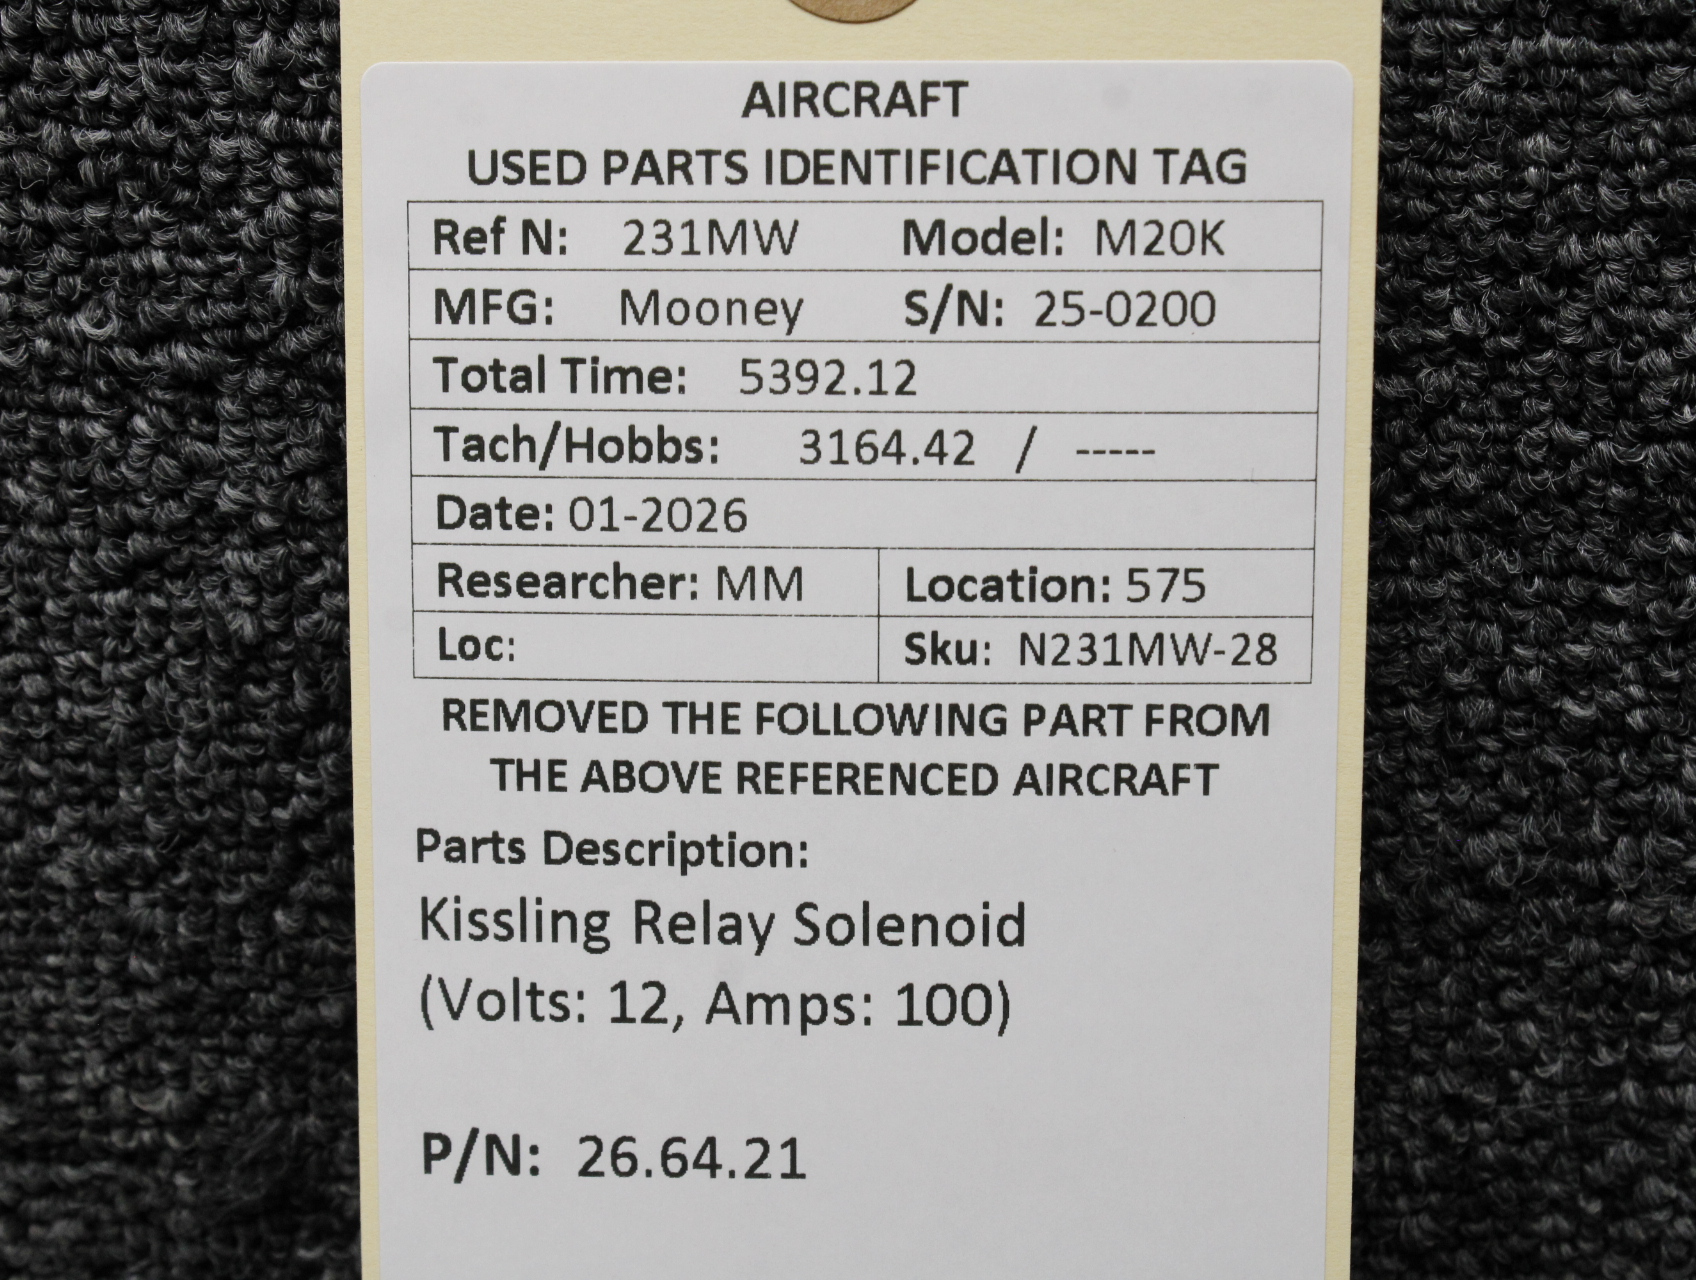 AIRCRAFT
USED PARTS IDENTIFICATION TAG
Ref N: 231MW Model: M20K
MFG: Mooney S/N: 25-0200
Total Time: 5392.12
Tach/Hobbs: 3164.42 / -----
Date: 01-2026
Researcher: MM Location: 575
Loc: Sku: N231MW-28
REMOVED THE FOLLOWING PART FROM
THE ABOVE REFERENCED AIRCRAFT
Parts Description:
Kissling Relay Solenoid
(Volts: 12, Amps: 100)
P/N: 26.64.21